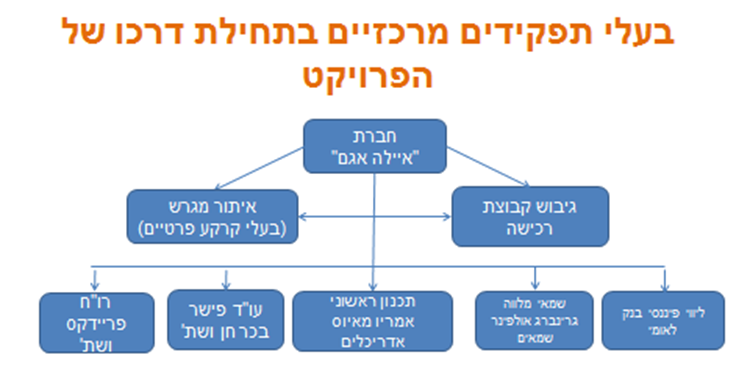 בעלי תפקידים מרכזיים בתחילת דרכו של
הפרויקט
חברת
"איילה אגם"
גיבוש קבוצת
רכישה
איתור מגרש
(בעלי קרקע פרטיים)
ליווי פיננסי בנק
לאומי
שמאי מלווה
גרינברג אולפינר
שמאים
תכנון ראשוני
אמריו מאיוס
אדריכלים
עו"ד פישר
בכר חן ושת'
רו"ח
פריידקס
ושת'